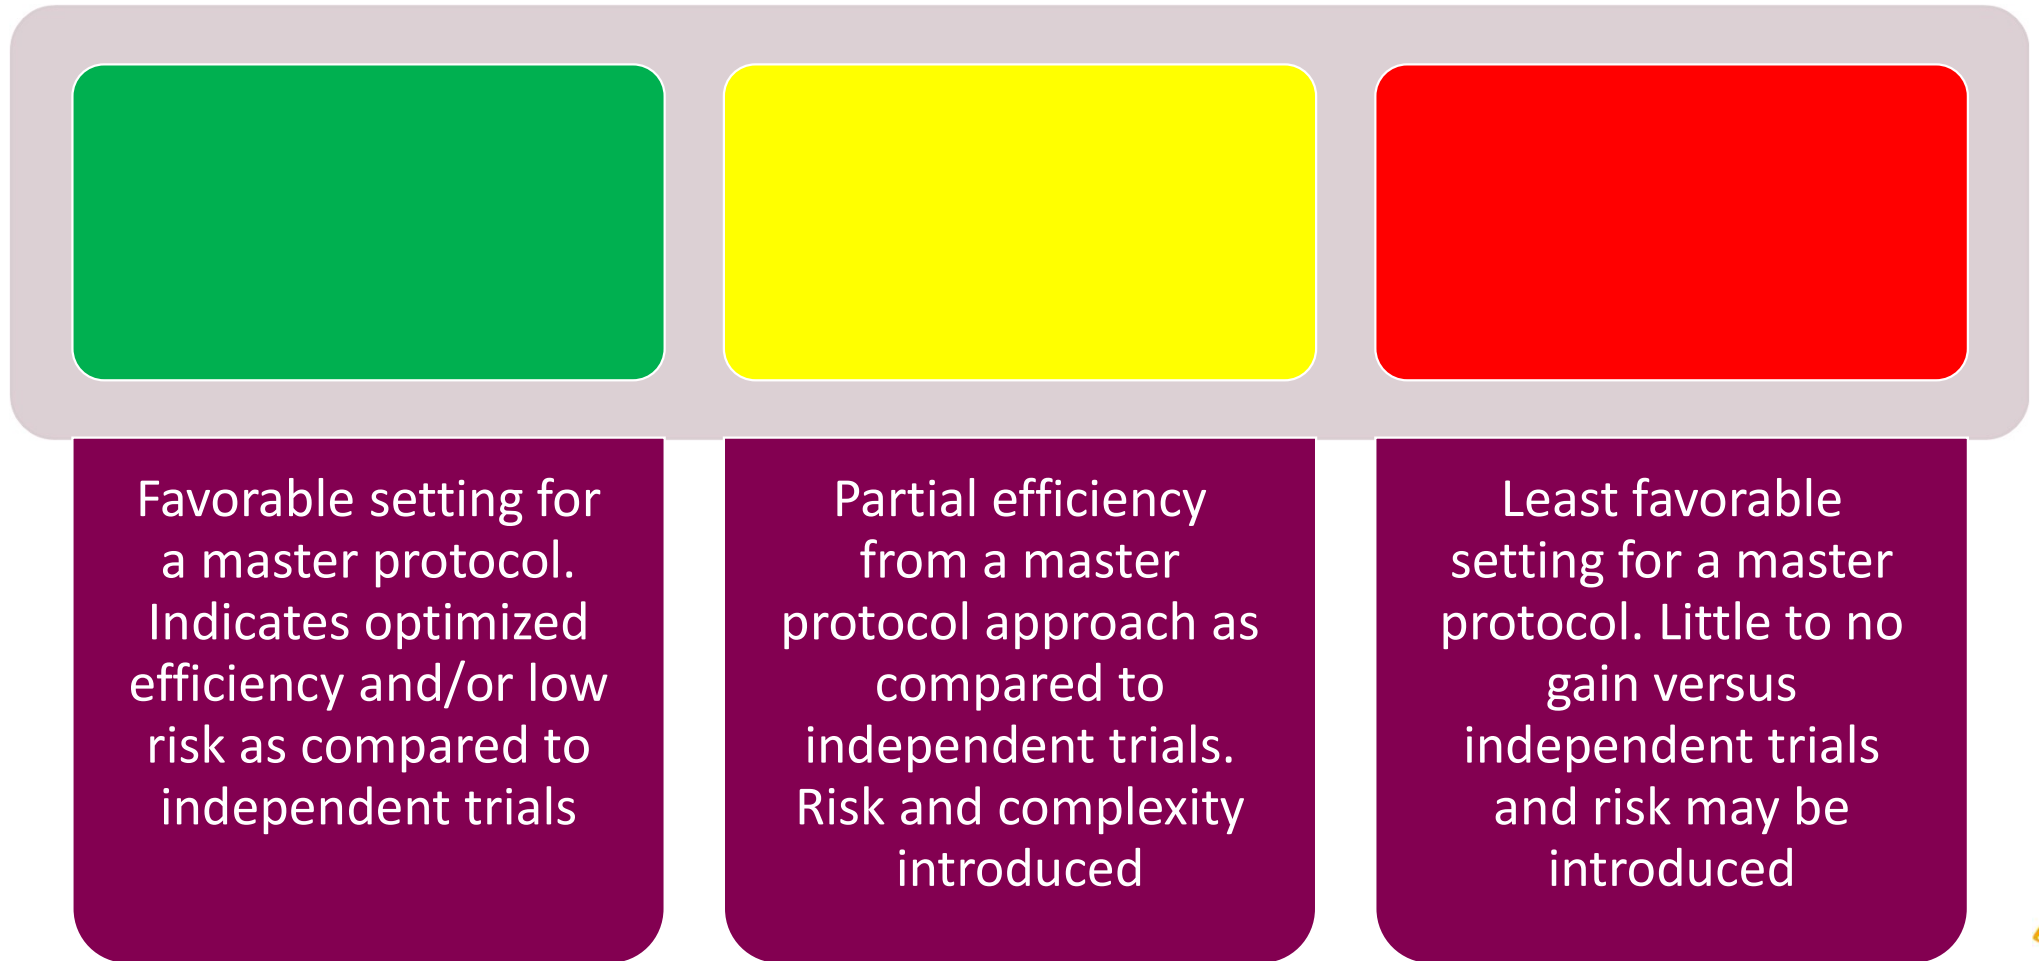 Favorable setting for
a master protocol.
Indicates optimized
efficiency and/or low
risk as compared to
independent trials
Partial efficiency
from a master
protocol approach as
compared to
independent trials.
Risk and complexity
introduced
Least favorable
setting for a master
protocol. Little to no
gain versus
independent trials
and risk may be
introduced